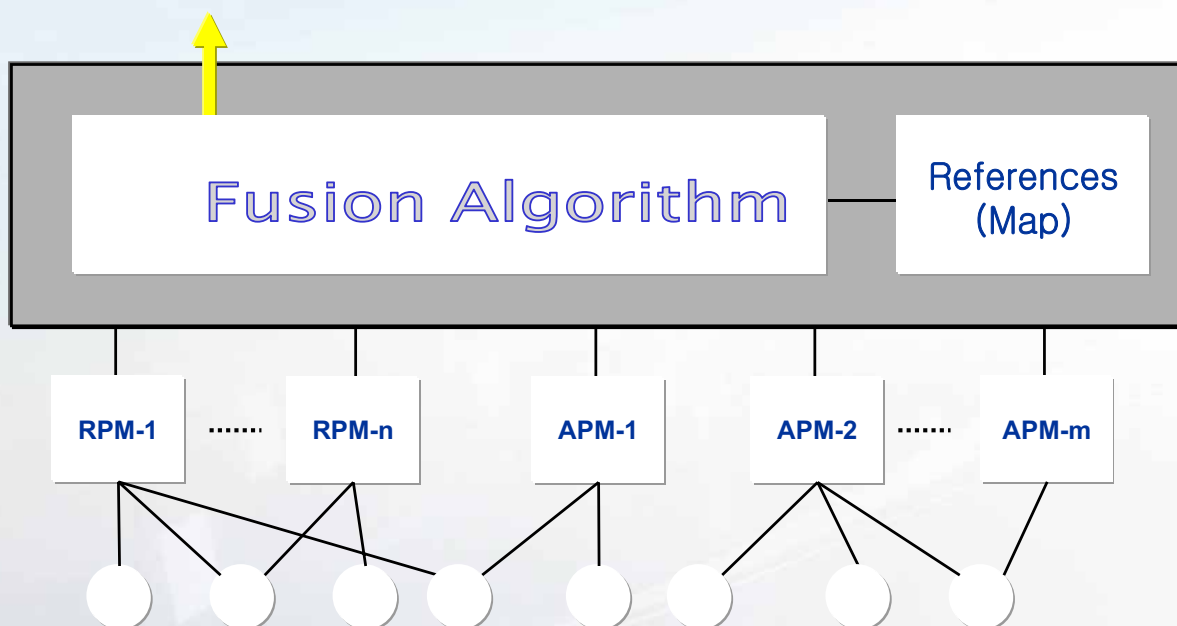 Fusion Algorithm
References
(Map)
RPM-1 ........ RPM-n APM-1 APM-2 ........ APM-m